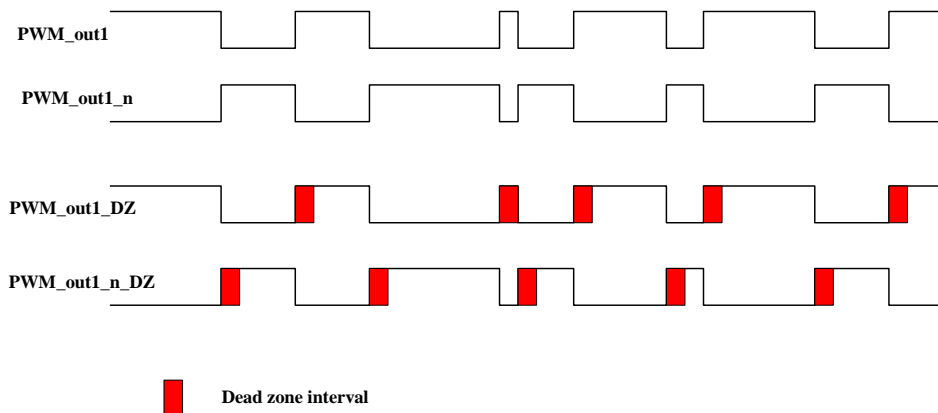 PWM_out1
PWM_out1_n
PWM_out1_DZ
PWM_out1_n_DZ
Dead zone interval